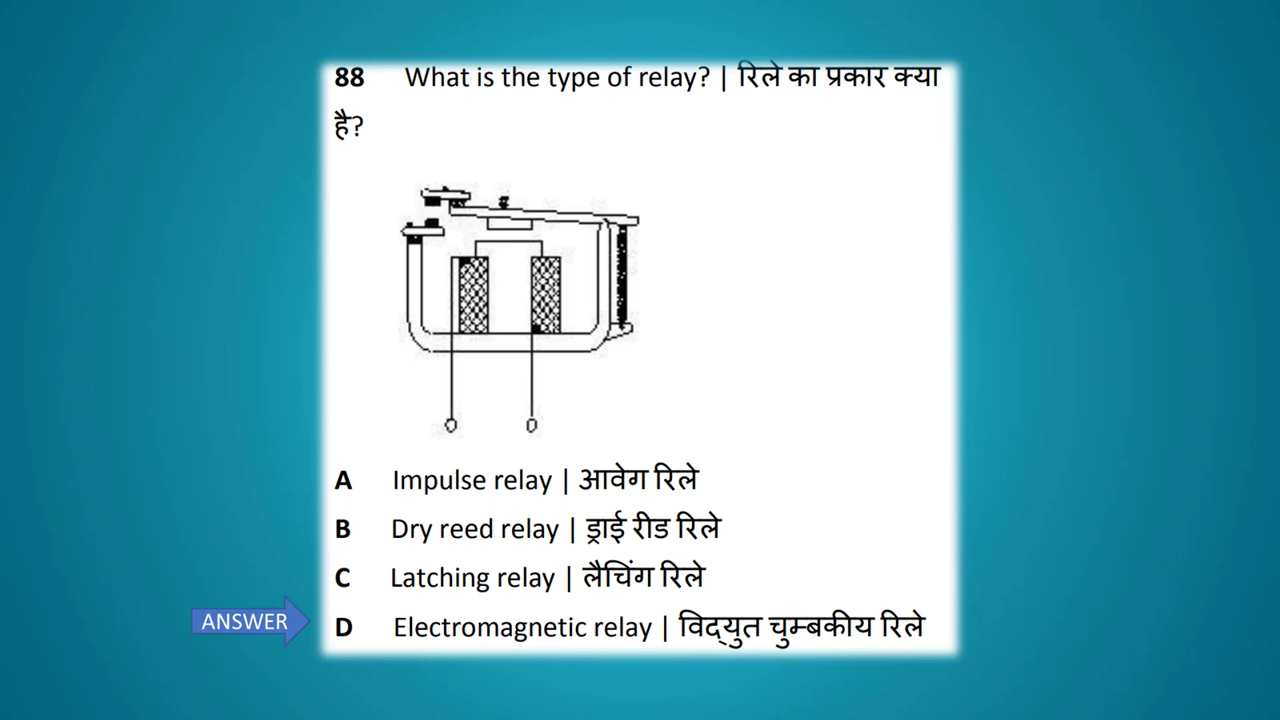 88 What is the type of relay? | रिले का प्रकार क्या
है?
A Impulse relay | आवेग रिले
B Dry reed relay | ड्राई रीड रिले
C Latching relay | लैचिंग रिले
ANSWER
D Electromagnetic relay | विद्युत चुम्बकीय रिले